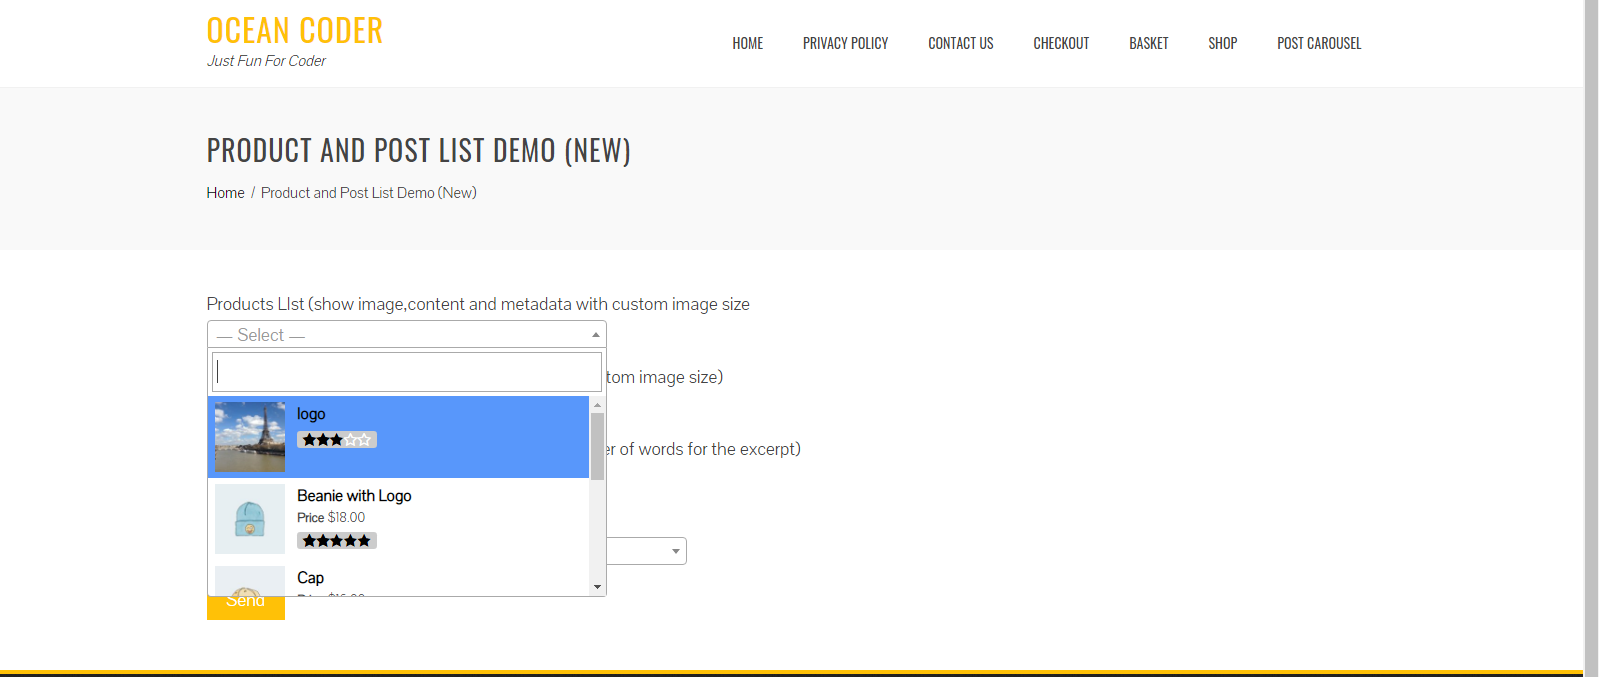 OCEAN CODER
Just Fun For Coder
HOME PRIVACY POLICY CONTACT US CHECKOUT BASKET SHOP POST CAROUSEL
PRODUCT AND POST LIST DEMO (NEW)
Home / Product and Post List Demo (New)
Products LIst (show image,content and metadata with custom image size
— Select —
tom image size)
logo
er of words for the excerpt)
Beanie with Logo
Price $18.00
Cap
Send